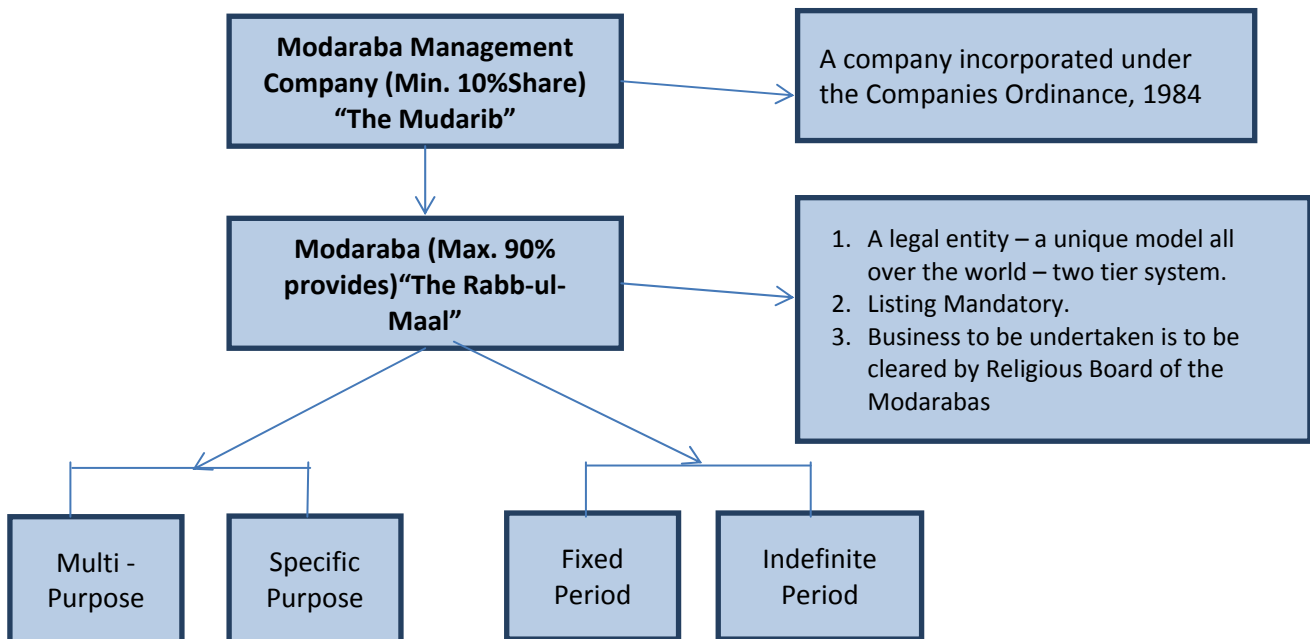 Modaraba Management
Company (Min. 10%Share)
“The Mudarib”
A company incorporated under
the Companies Ordinance, 1984
Modaraba (Max. 90%
provides)“The Rabb-ul-
Maal”
1. A legal entity – a unique model all
over the world – two tier system.
2. Listing Mandatory.
3. Business to be undertaken is to be
cleared by Religious Board of the
Modarabas
Multi -
Purpose
Specific
Purpose
Fixed
Period
Indefinite
Period